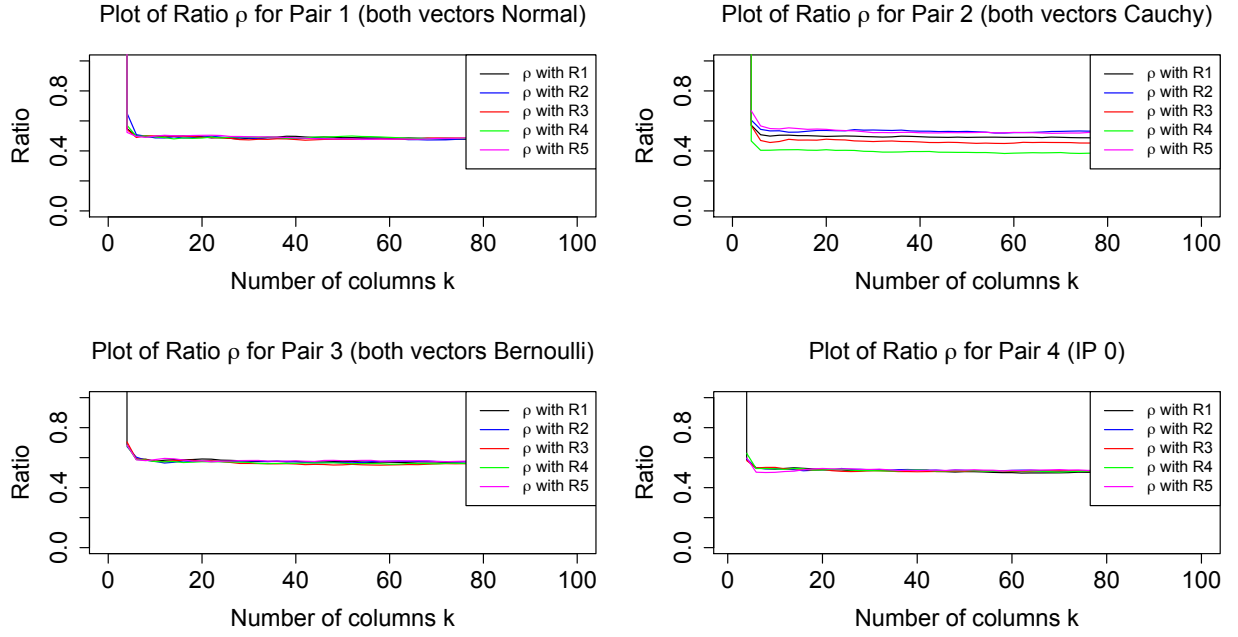 Plot of Ratio ρ for Pair 1 (both vectors Normal)
Ratio
0.0 0.4 0.8
ρ with R1
ρ with R2
ρ with R3
ρ with R4
ρ with R5
0 20 40 60 80 100
Number of columns k
Plot of Ratio ρ for Pair 2 (both vectors Cauchy)
Ratio
0.0 0.4 0.8
ρ with R1
ρ with R2
ρ with R3
ρ with R4
ρ with R5
0 20 40 60 80 100
Number of columns k
Plot of Ratio ρ for Pair 3 (both vectors Bernoulli)
Ratio
0.0 0.4 0.8
ρ with R1
ρ with R2
ρ with R3
ρ with R4
ρ with R5
0 20 40 60 80 100
Number of columns k
Plot of Ratio ρ for Pair 4 (IP 0)
Ratio
0.0 0.4 0.8
ρ with R1
ρ with R2
ρ with R3
ρ with R4
ρ with R5
0 20 40 60 80 100
Number of columns k